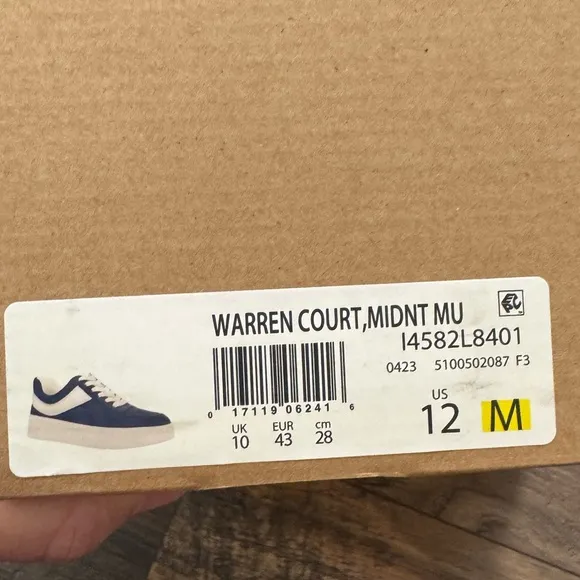 WARREN COURT,MIDNT MU
I4582L8401
0423 5100502087 F3
0 17119 06241 6
UK EUR cm
10 43 28
US
12 M